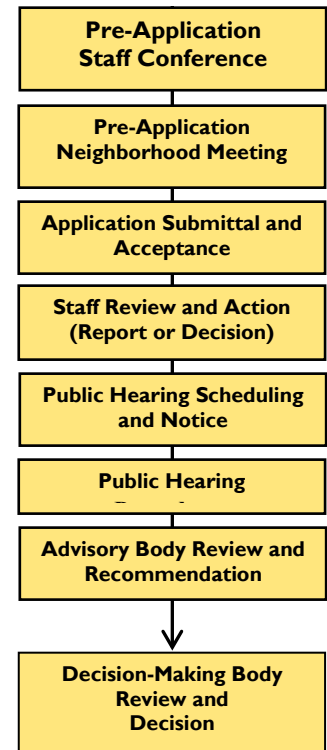 Pre-Application
Staff Conference
Pre-Application
Neighborhood Meeting
Application Submittal and
Acceptance
Staff Review and Action
(Report or Decision)
Public Hearing Scheduling
and Notice
Public Hearing
Advisory Body Review and
Recommendation
Decision-Making Body
Review and
Decision